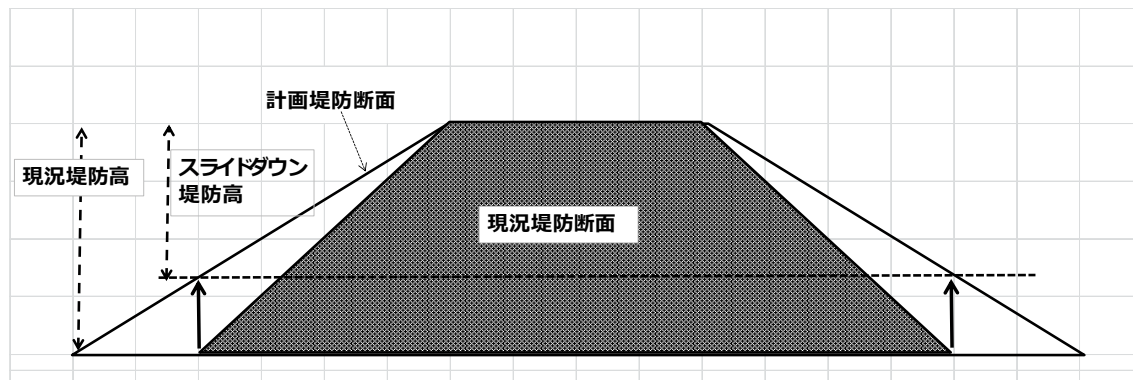 計画堤防断面
スライドダウン
堤防高
現況堤防高
現況堤防断面